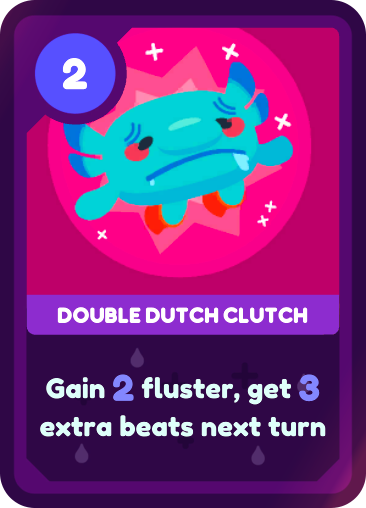 2
DOUBLE DUTCH CLUTCH
Gain 2 fluster, get 3
extra beats next turn